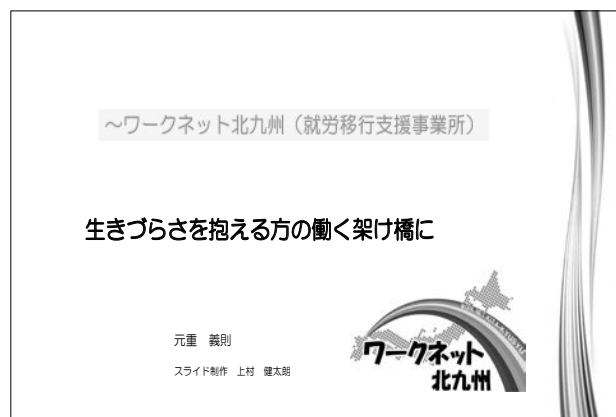 ～ワークネット北九州（就労移行支援事業所）
生きづらさを抱える方の働く架け橋に
元重　義則
スライド制作　上村　健太朗
ワークネット
北九州